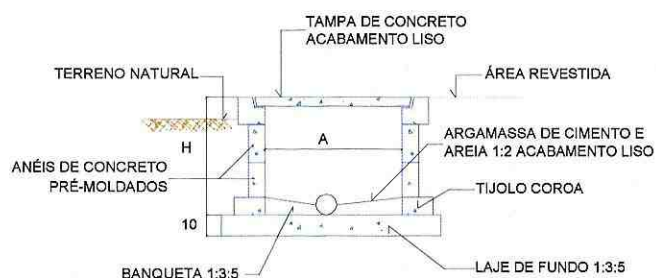 TAMPA DE CONCRETO
ACABAMENTO LISO
TERRENO NATURAL
ÁREA REVESTIDA
H
A
ARGAMASSA DE CIMENTO E
AREIA 1:2 ACABAMENTO LISO
ANÉIS DE CONCRETO
PRÉ-MOLDADOS
TIJOLO COROA
10
BANQUETA 1:3:5
LAJE DE FUNDO 1:3:5